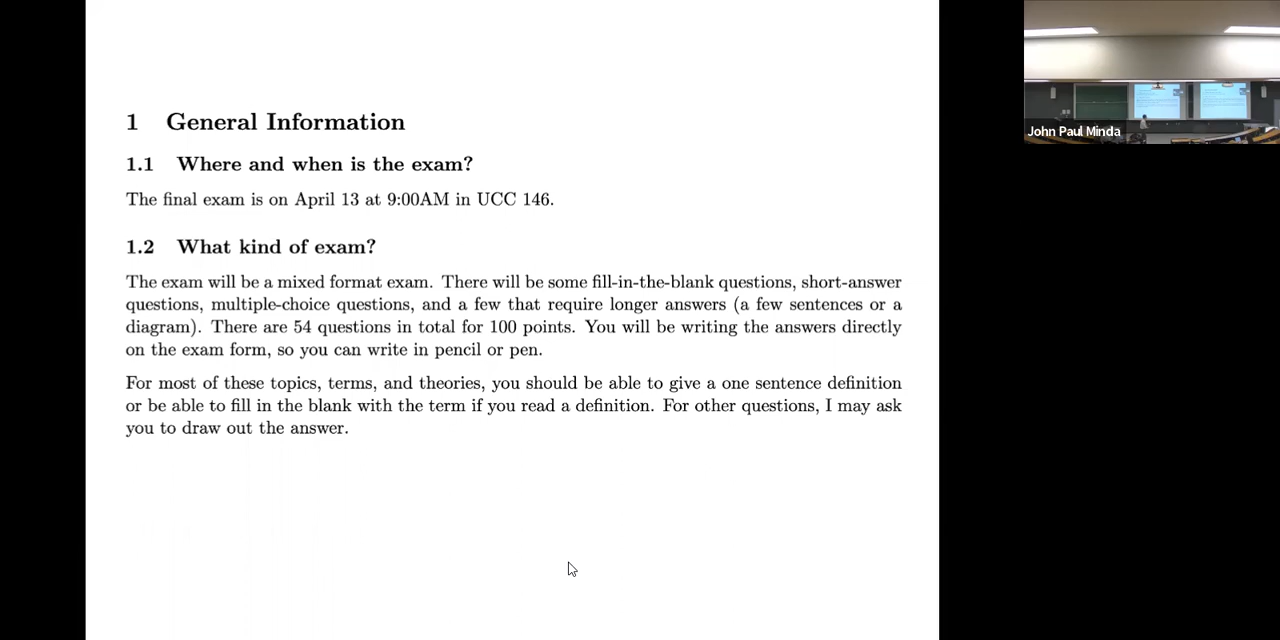 1 General Information
1.1 Where and when is the exam?
The final exam is on April 13 at 9:00AM in UCC 146.
1.2 What kind of exam?
The exam will be a mixed format exam. There will be some fill-in-the-blank questions, short-answer
questions, multiple-choice questions, and a few that require longer answers (a few sentences or a
diagram). There are 54 questions in total for 100 points. You will be writing the answers directly
on the exam form, so you can write in pencil or pen.
For most of these topics, terms, and theories, you should be able to give a one sentence definition
or be able to fill in the blank with the term if you read a definition. For other questions, I may ask
you to draw out the answer.
John Paul Minda